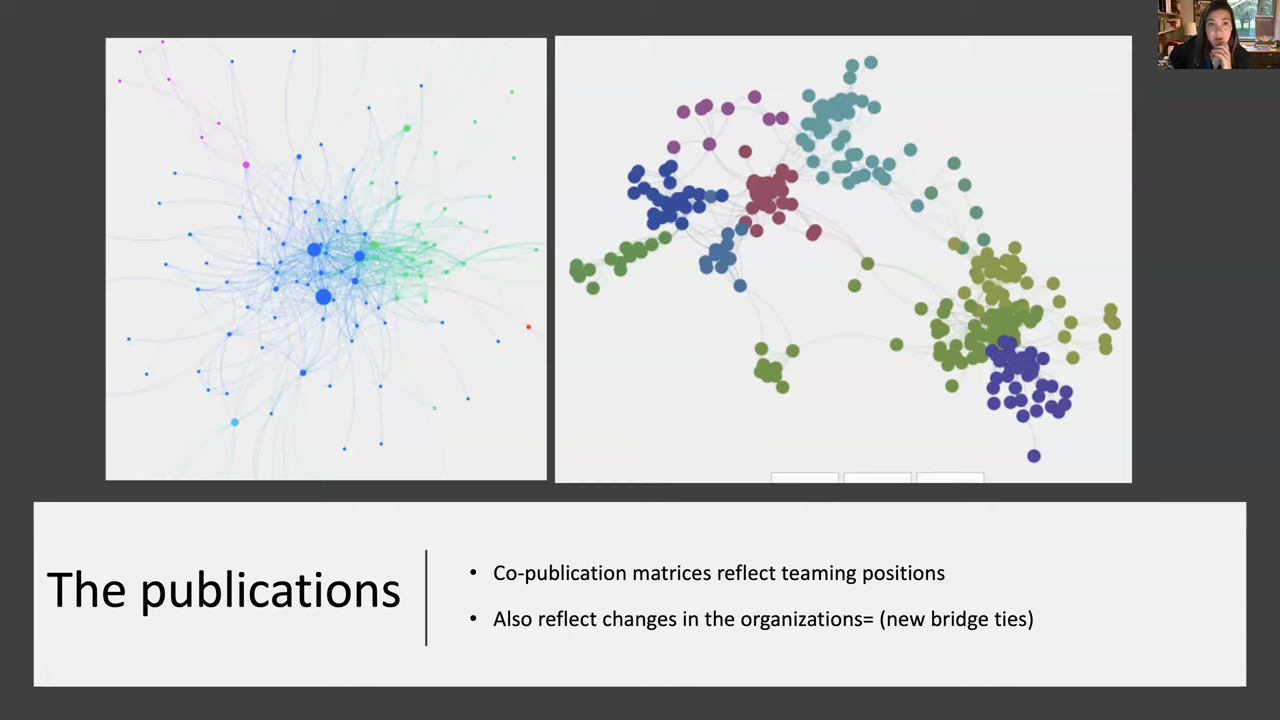 The publications
• Co-publication matrices reflect teaming positions
• Also reflect changes in the organizations= (new bridge ties)